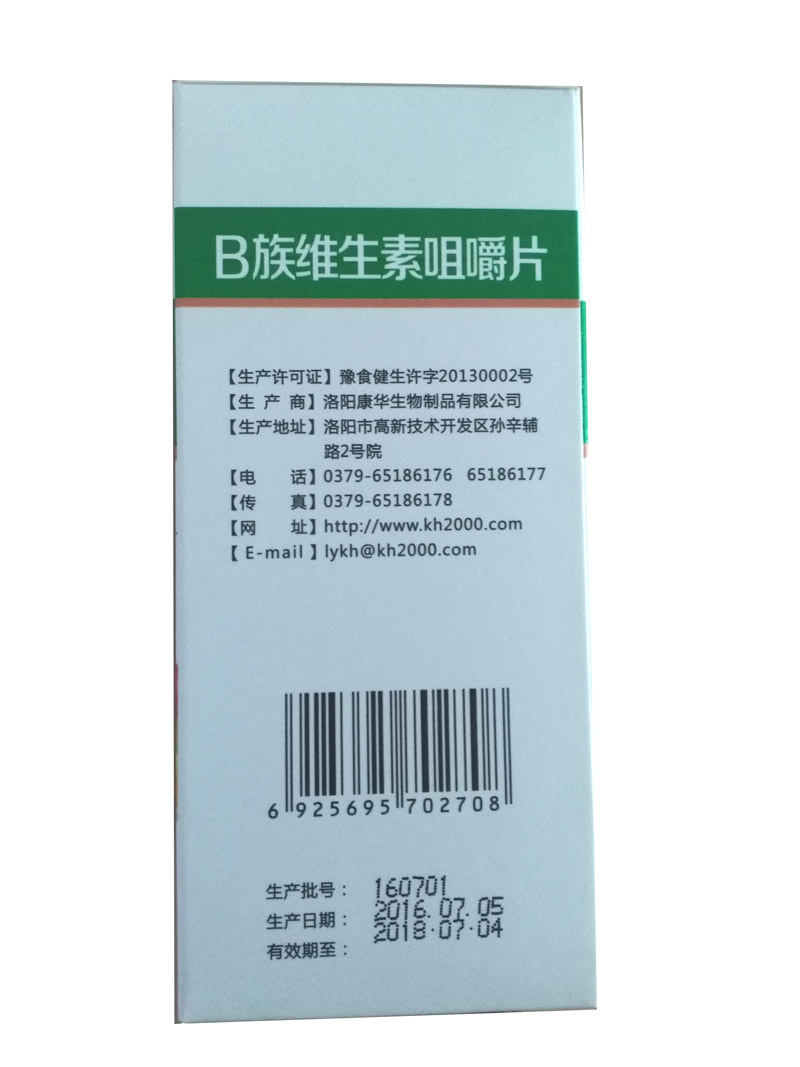 B族维生素咀嚼片
【生产许可证】豫食健生许字20130002号
【生 产 商】洛阳康华生物制品有限公司
【生产地址】洛阳市高新技术开发区孙辛辅
路2号院
【电 话】0379-65186176 65186177
【传 真】0379-65186178
【网 址】http://www.kh2000.com
【 E-mail 】lykh@kh2000.com
6 925695 702708
生产批号： 160701
生产日期： 2016.07.05
有效期至： 2018.07.04